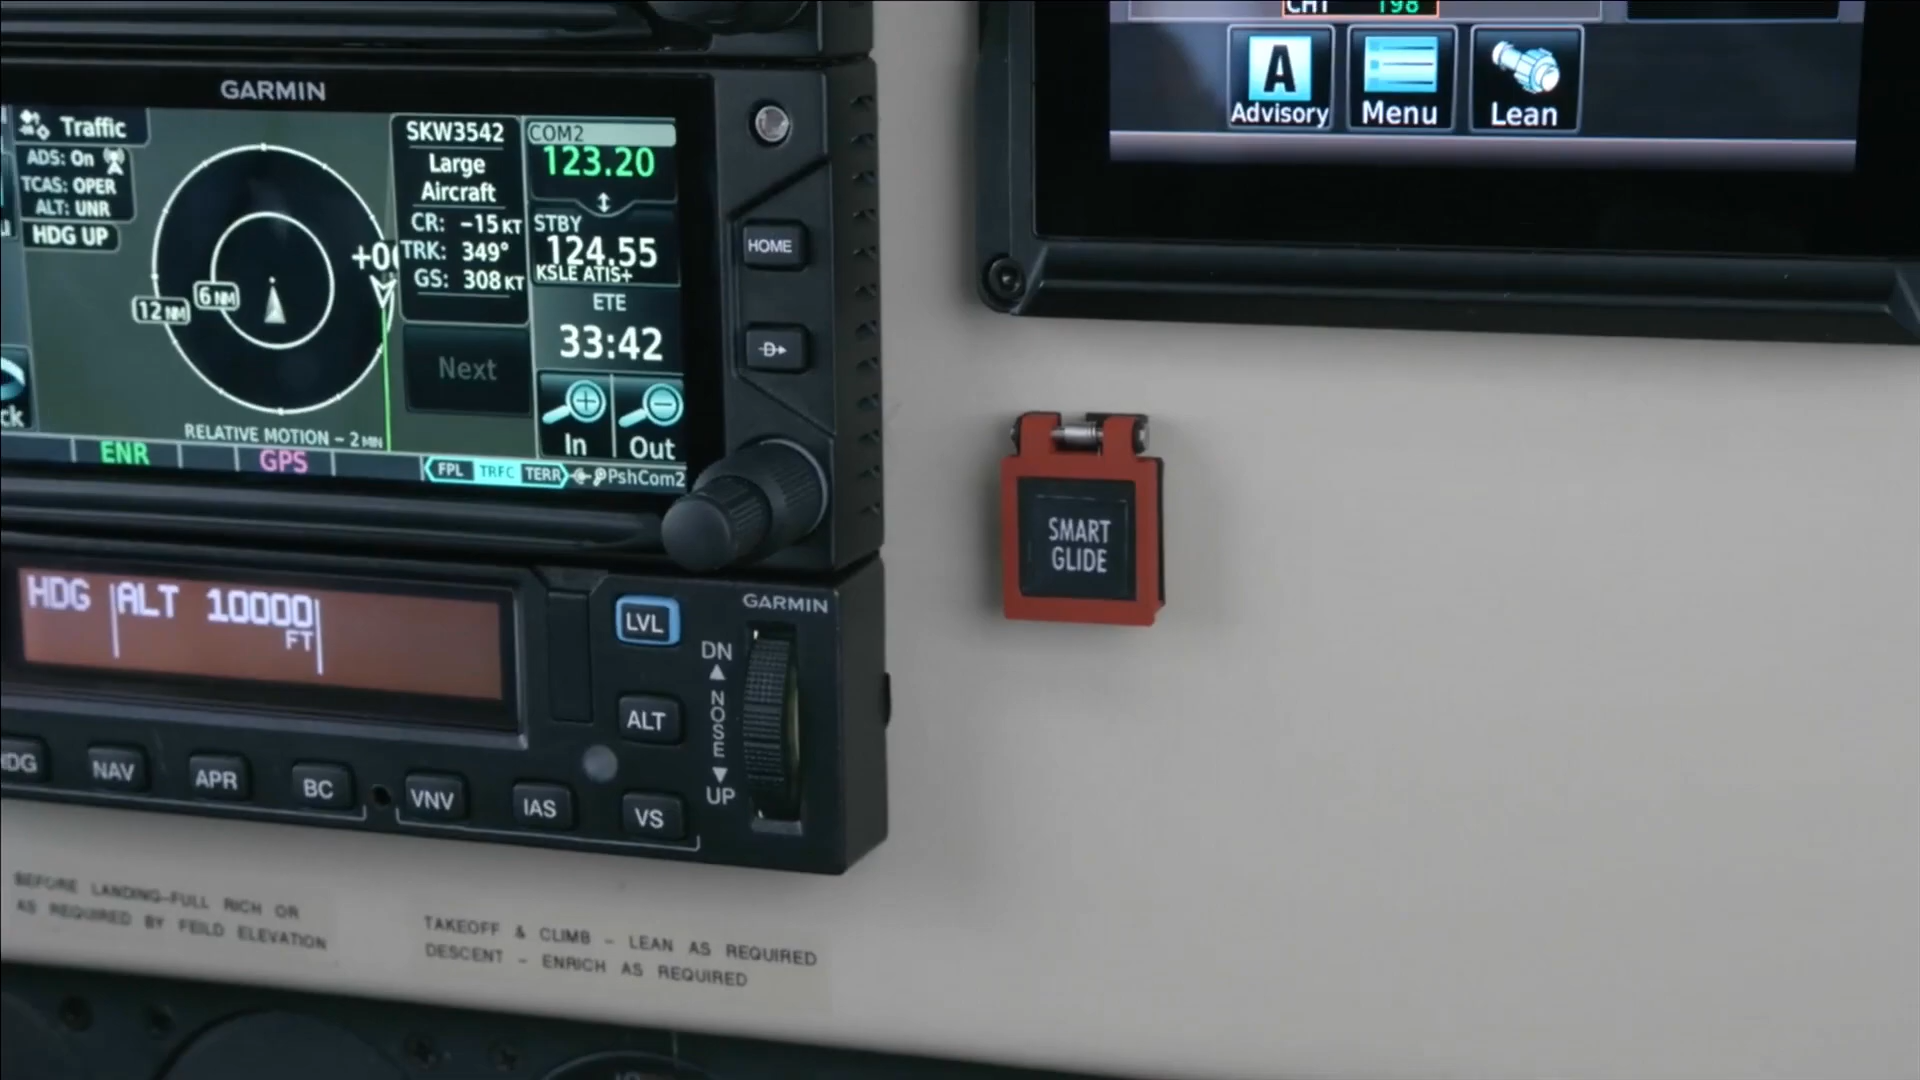 GARMIN
Traffic
ADS: On
TCAS: OPER
ALT: UNR
HDG UP
12 NM
6 NM
RELATIVE MOTION - 2 MIN
SKW3542
Large
Aircraft
CR: -15 KT
TRK: 349°
GS: 308 KT
Next
COM2
123.20
STBY
124.55
KSLE ATIS+
ETE
33:42
In
Out
ENR
GPS
FPL
TRFC
TERR
PshCom2
HOME
D
CHT 198
A
Advisory
Menu
Lean
SMART
GLIDE
GARMIN
HDG
ALT 10000
FT
LVL
ALT
DN
NOSE
UP
HDG
NAV
APR
BC
VNV
IAS
VS
BEFORE LANDING-FULL RICH OR
AS REQUIRED BY FEILD ELEVATION
TAKEOFF & CLIMB - LEAN AS REQUIRED
DESCENT - ENRICH AS REQUIRED